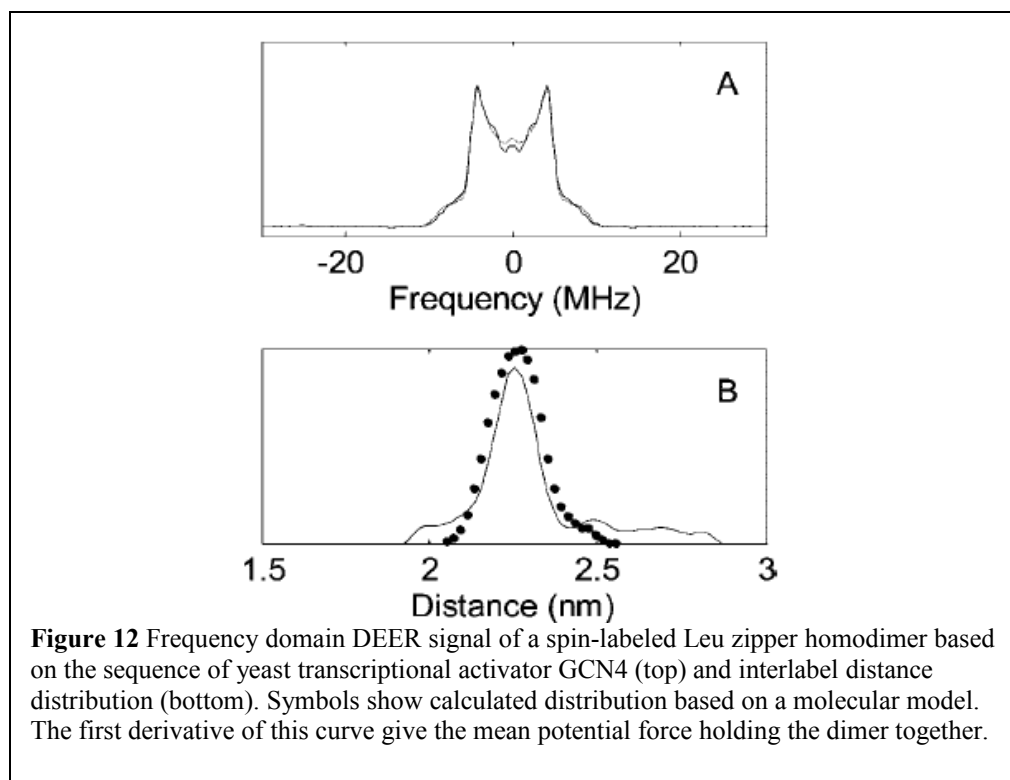 A
-20 0 20
Frequency (MHz)
B
1.5 2 2.5 3
Distance (nm)
Figure 12 Frequency domain DEER signal of a spin-labeled Leu zipper homodimer based
on the sequence of yeast transcriptional activator GCN4 (top) and interlabel distance
distribution (bottom). Symbols show calculated distribution based on a molecular model.
The first derivative of this curve give the mean potential force holding the dimer together.